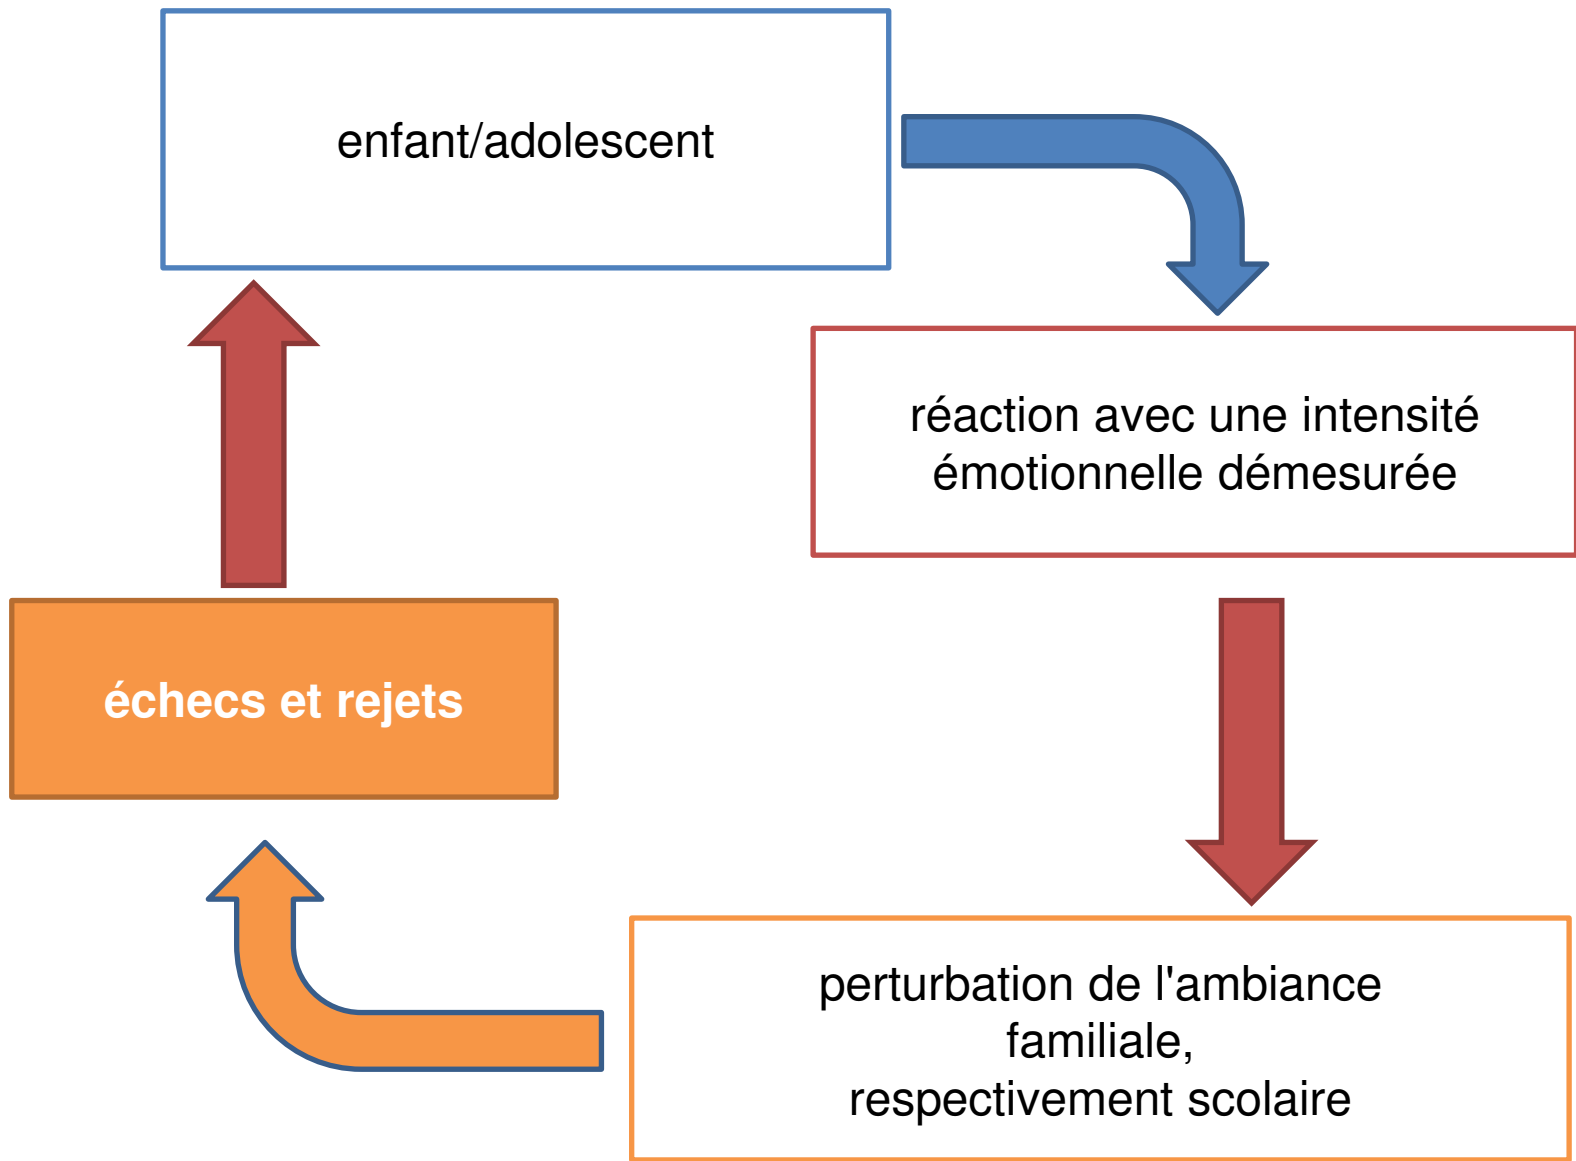 enfant/adolescent
réaction avec une intensité
émotionnelle démesurée
échecs et rejets
perturbation de l'ambiance
familiale,
respectivement scolaire